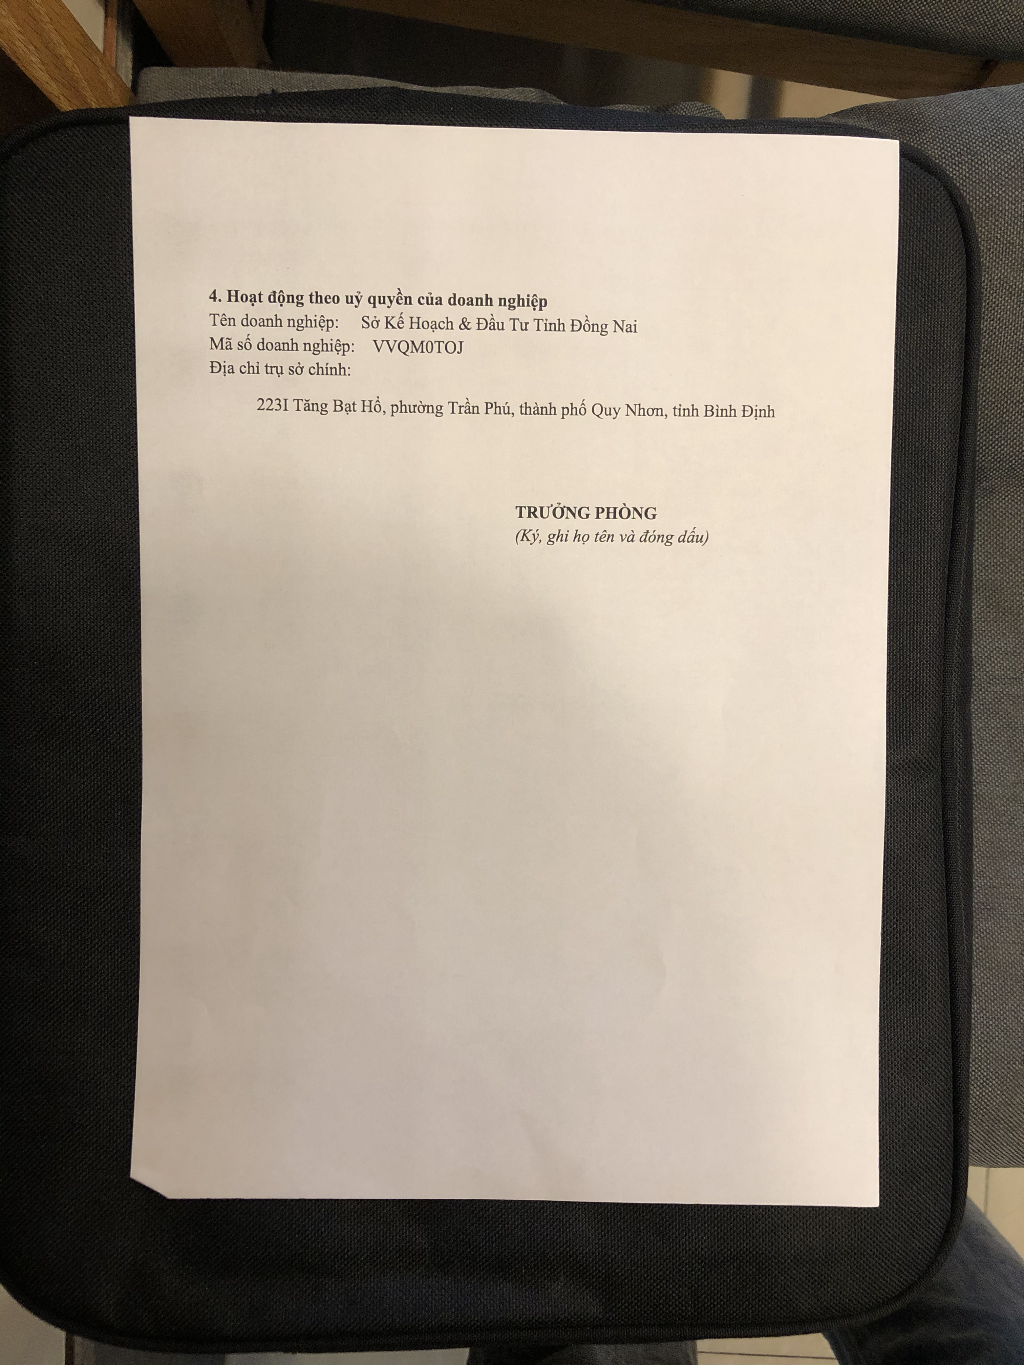 4. Hoạt động theo uỷ quyền của doanh nghiệp
Tên doanh nghiệp: Sở Kế Hoạch & Đầu Tư Tỉnh Đồng Nai
Mã số doanh nghiệp: VVQM0TOJ
Địa chỉ trụ sở chính:
223I Tăng Bạt Hổ, phường Trần Phú, thành phố Quy Nhơn, tỉnh Bình Định
TRƯỞNG PHÒNG
(Ký, ghi họ tên và đóng dấu)